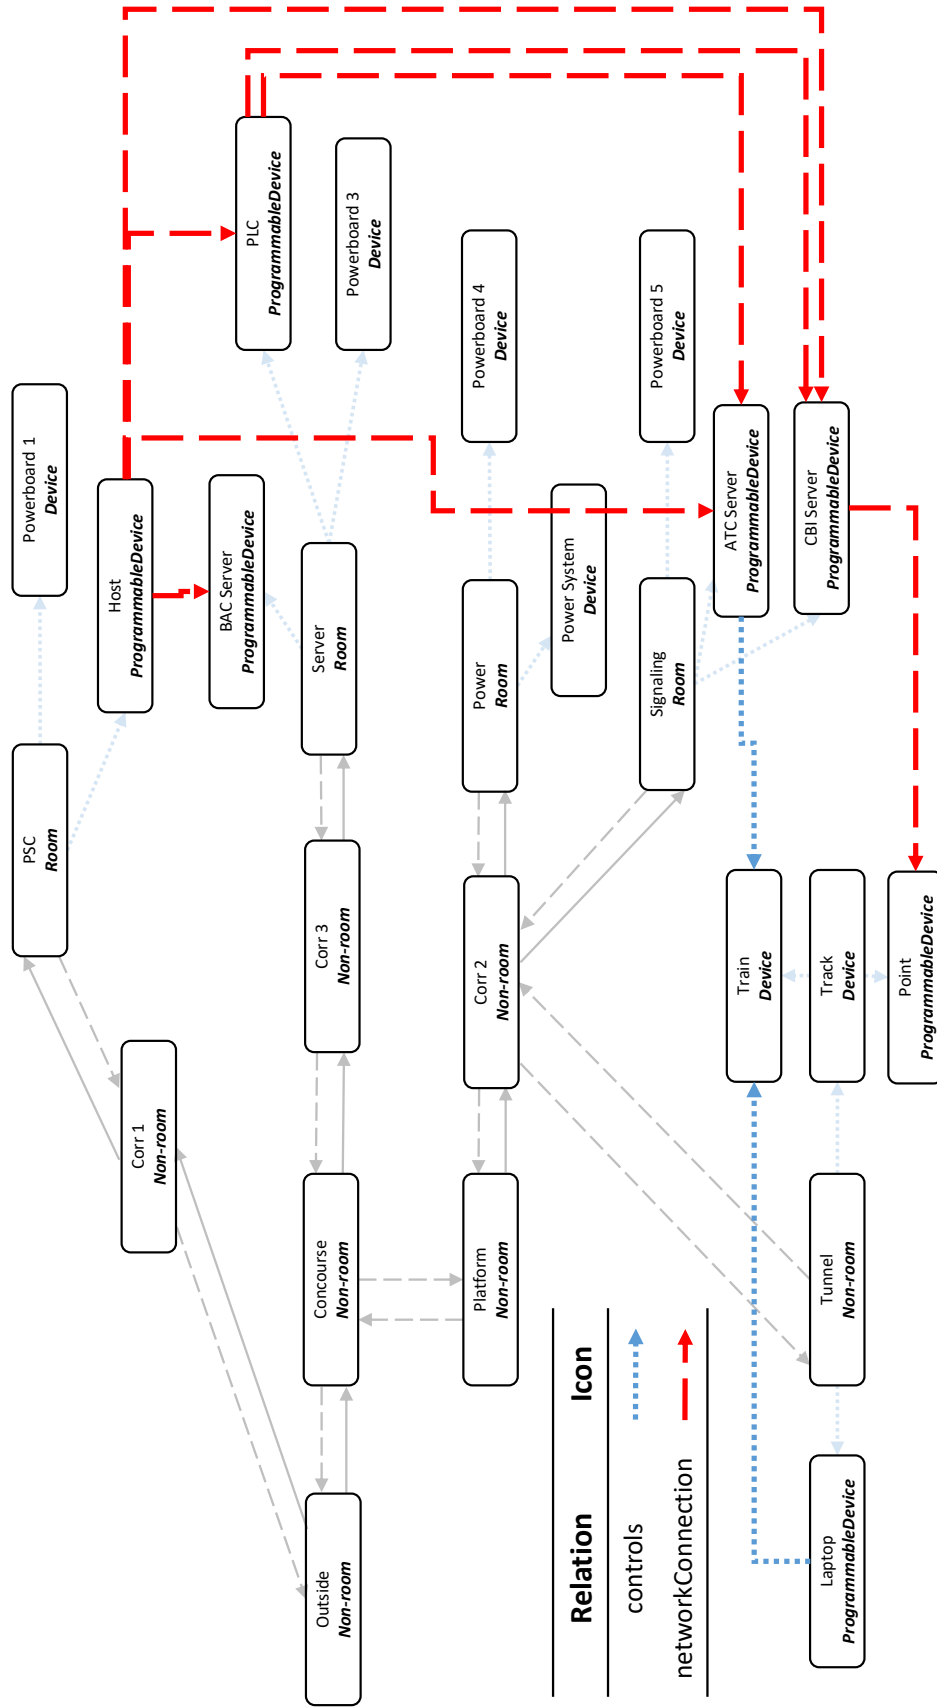 PSC
Room
Powerboard 1
Device
Corr 1
Non-room
Host
ProgrammableDevice
BAC Server
ProgrammableDevice
PLC
ProgrammableDevice
Outside
Non-room
Concourse
Non-room
Corr 3
Non-room
Server
Room
Powerboard 3
Device
Platform
Non-room
Corr 2
Non-room
Power
Room
Powerboard 4
Device
Power System
Device
Signaling
Room
Powerboard 5
Device
ATC Server
ProgrammableDevice
CBI Server
ProgrammableDevice
Train
Device
Laptop
ProgrammableDevice
Tunnel
Non-room
Track
Device
Point
ProgrammableDevice
Relation Icon
controls
networkConnection